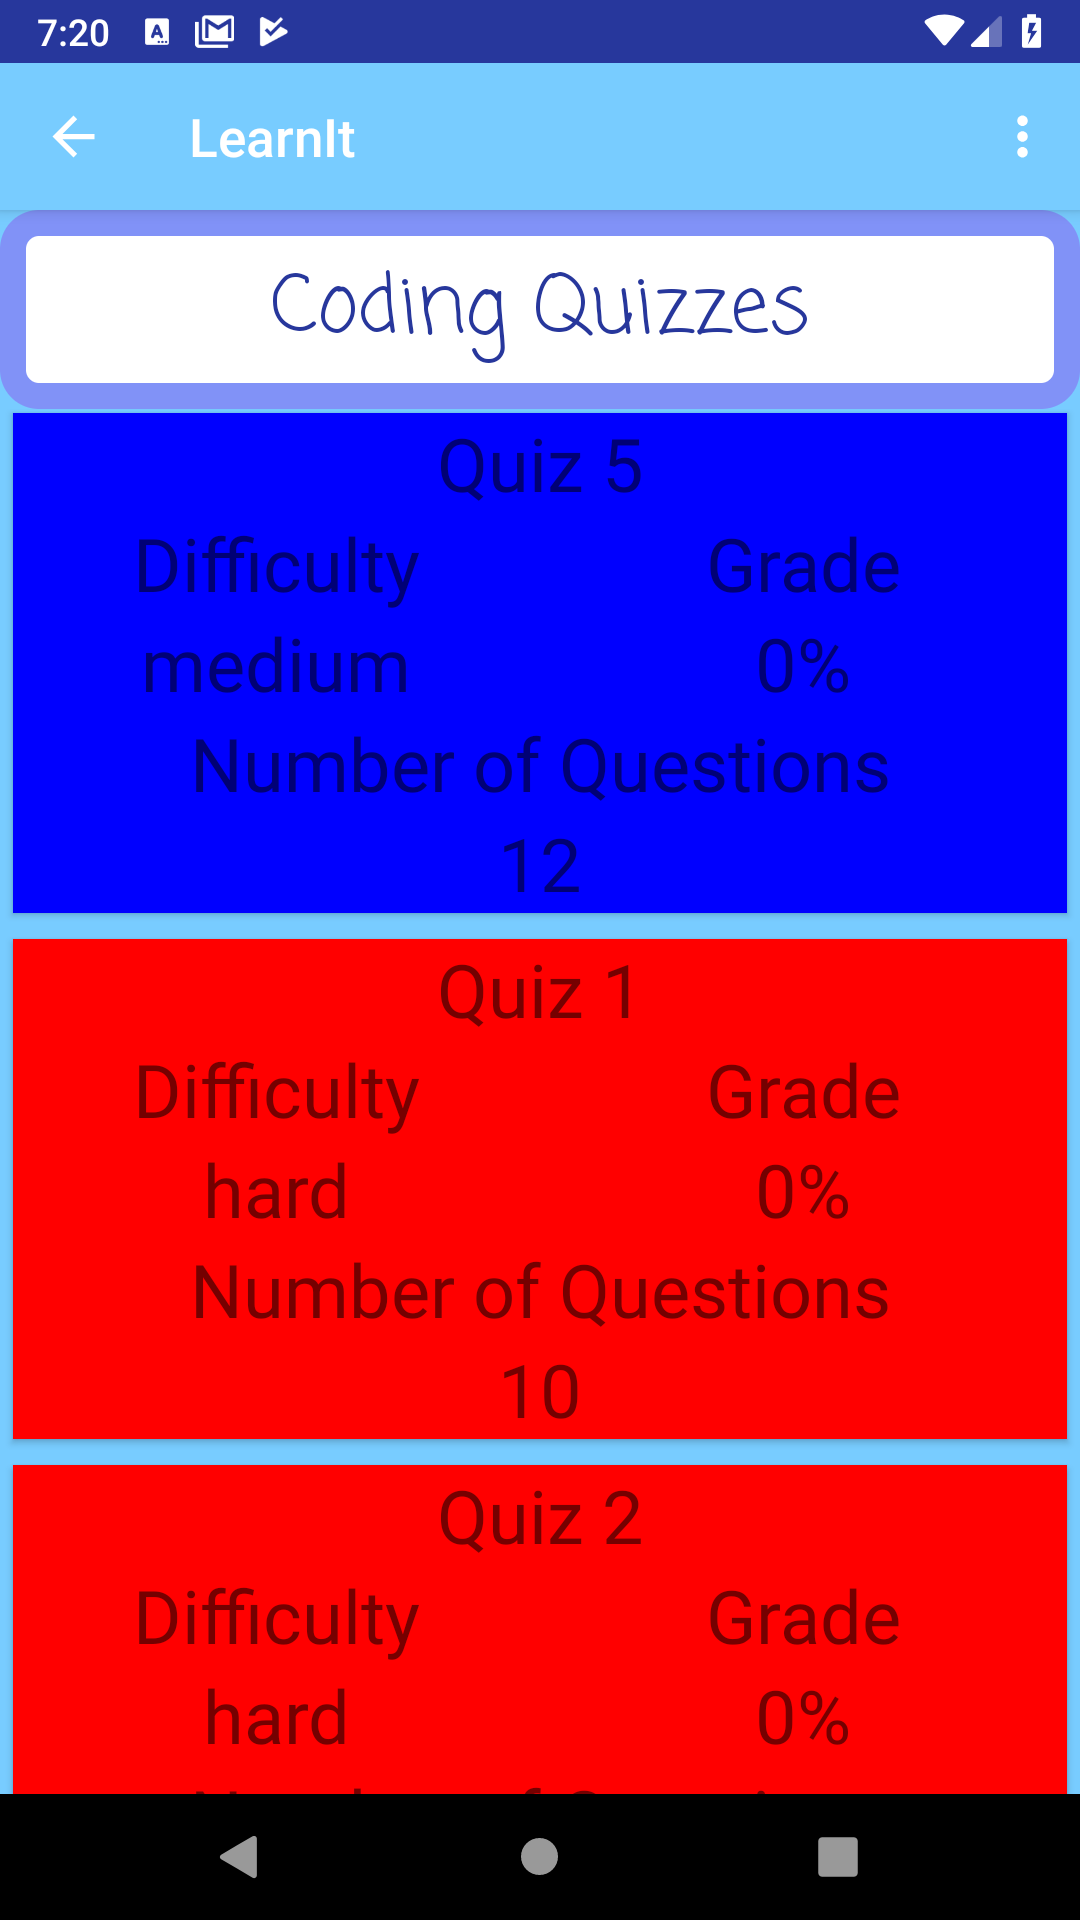 7:20
LearnIt
Coding Quizzes
Quiz 5
Difficulty Grade
medium 0%
Number of Questions
12
Quiz 1
Difficulty Grade
hard 0%
Number of Questions
10
Quiz 2
Difficulty Grade
hard 0%